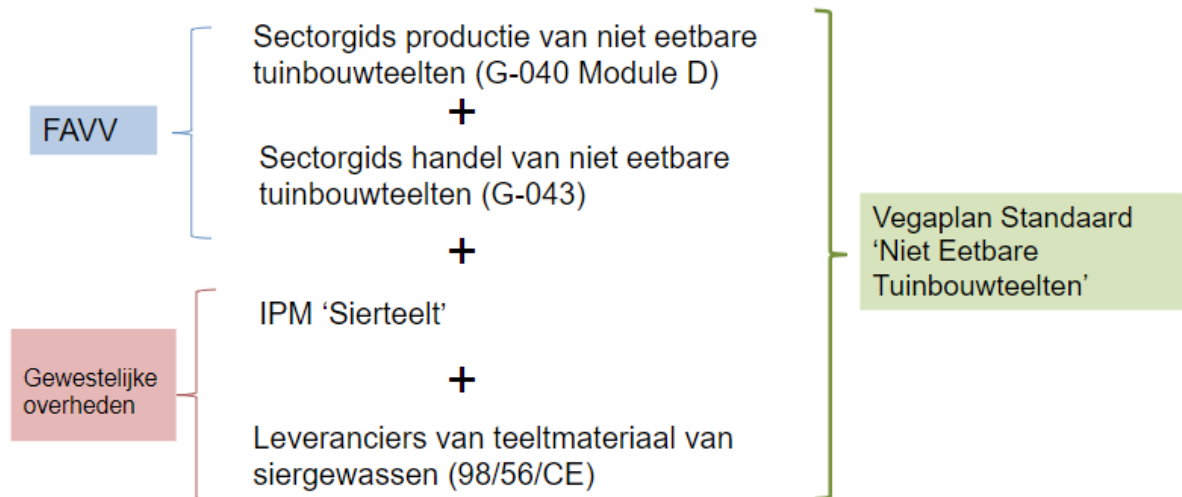 FAVV
Sectorgids productie van niet eetbare
tuinbouwteelten (G-040 Module D)
+
Sectorgids handel van niet eetbare
tuinbouwteelten (G-043)
+
Gewestelijke
overheden
IPM ‘Sierteelt’
+
Leveranciers van teeltmateriaal van
siergewassen (98/56/CE)
Vegaplan Standaard
‘Niet Eetbare
Tuinbouwteelten’